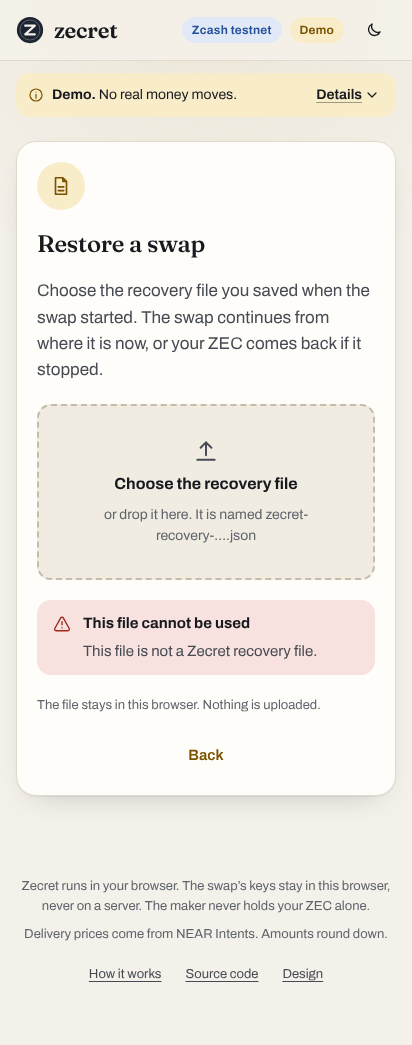 zecret
Zcash testnet
Demo
Demo. No real money moves.
Details
Restore a swap
Choose the recovery file you saved when the
swap started. The swap continues from
where it is now, or your ZEC comes back if it
stopped.
Choose the recovery file
or drop it here. It is named zecret-
recovery-….json
This file cannot be used
This file is not a Zecret recovery file.
The file stays in this browser. Nothing is uploaded.
Back
Zecret runs in your browser. The swap’s keys stay in this browser,
never on a server. The maker never holds your ZEC alone.
Delivery prices come from NEAR Intents. Amounts round down.
How it works
Source code
Design